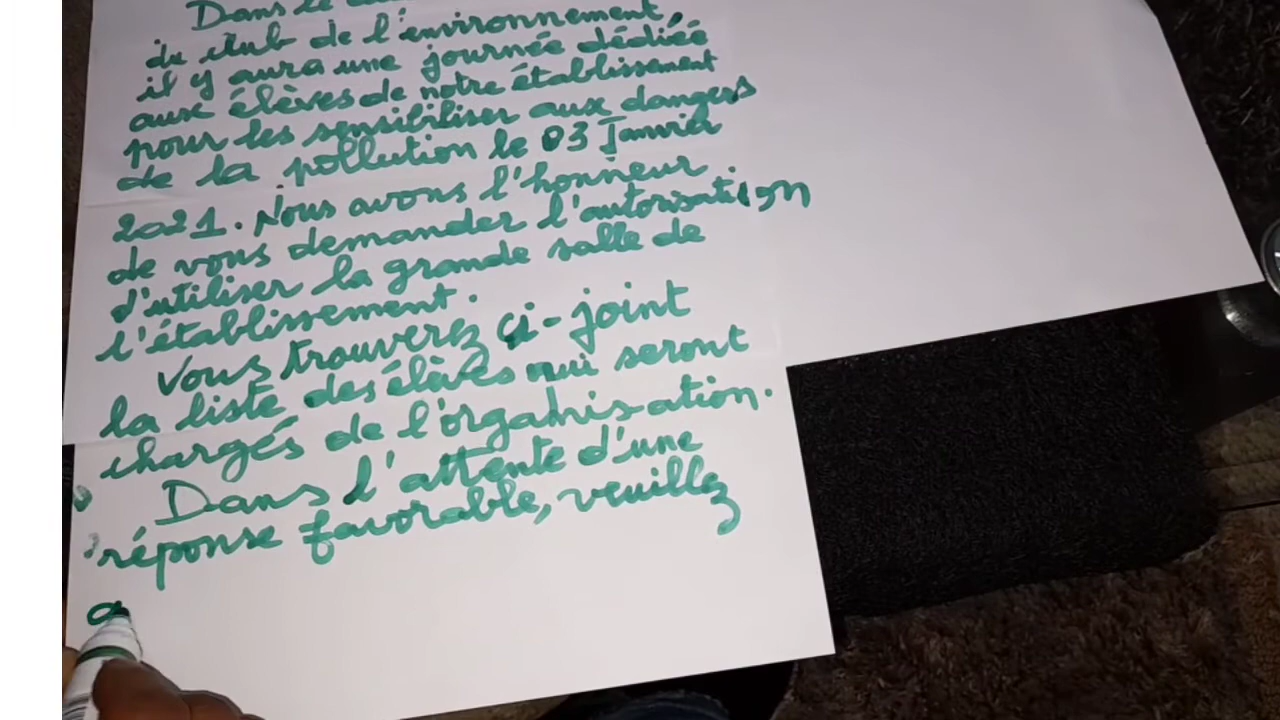 Dans le
du club de l'environnement,
il y aura une journée dédiée
aux élèves de notre établissement
pour les sensibiliser aux dangers
de la pollution le 03 Janvier
2021. Nous avons l'honneur
de vous demander l'autorisation
d'utiliser la grande salle de
l'établissement.
Vous trouverez ci-joint
la liste des élèves qui seront
chargés de l'organisation.
Dans l'attente d'une
réponse favorable, veuillez